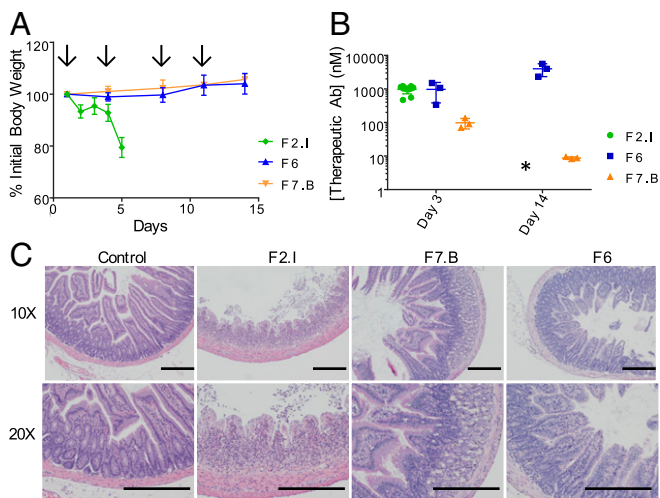 A
% Initial Body Weight
120
100
80
60
0
5
10
15
Days
F2.I
F6
F7.B
B
[Therapeutic Ab] (nM)
10000
1000
100
10
1
*
Day 3
Day 14
F2.I
F6
F7.B
C
Control
F2.I
F7.B
F6
10X
20X